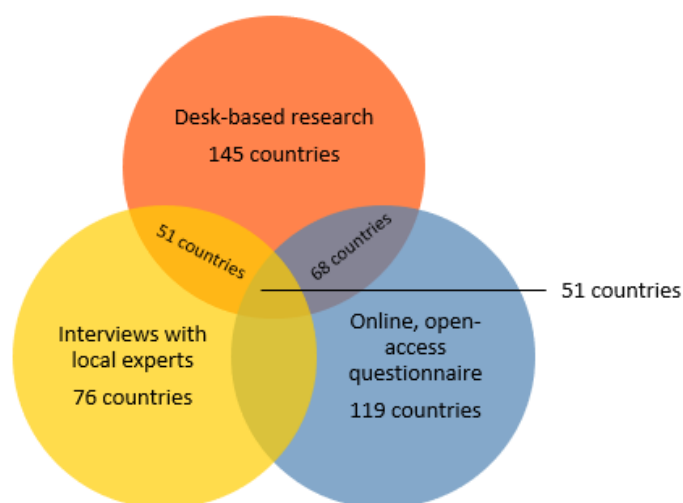 Desk-based research
145 countries
51 countries
68 countries
51 countries
Interviews with
local experts
76 countries
Online, open-
access
questionnaire
119 countries